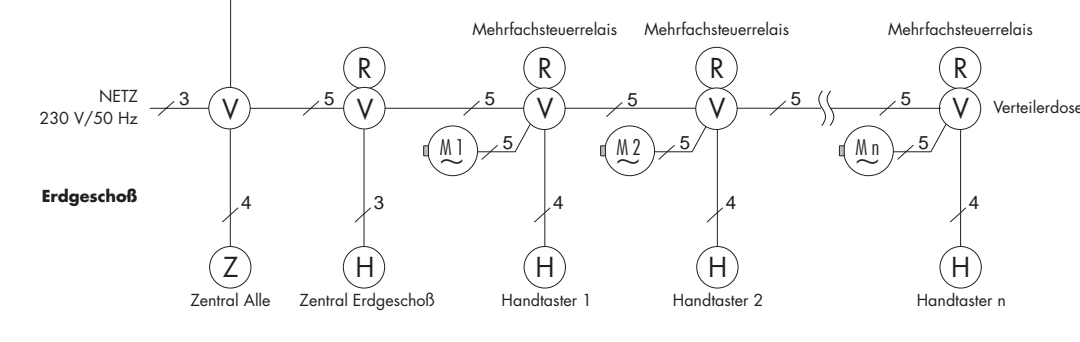 Mehrfachsteuerrelais Mehrfachsteuerrelais Mehrfachsteuerrelais
R R R R
NETZ 3 V 5 V 5 V 5 V 5 5 V Verteilerdose
230 V/50 Hz
M1 5 M2 5 Mn 5
Erdgeschoß 4 3 4 4 4
Z H H H H
Zentral Alle Zentral Erdgeschoß Handtaster 1 Handtaster 2 Handtaster n